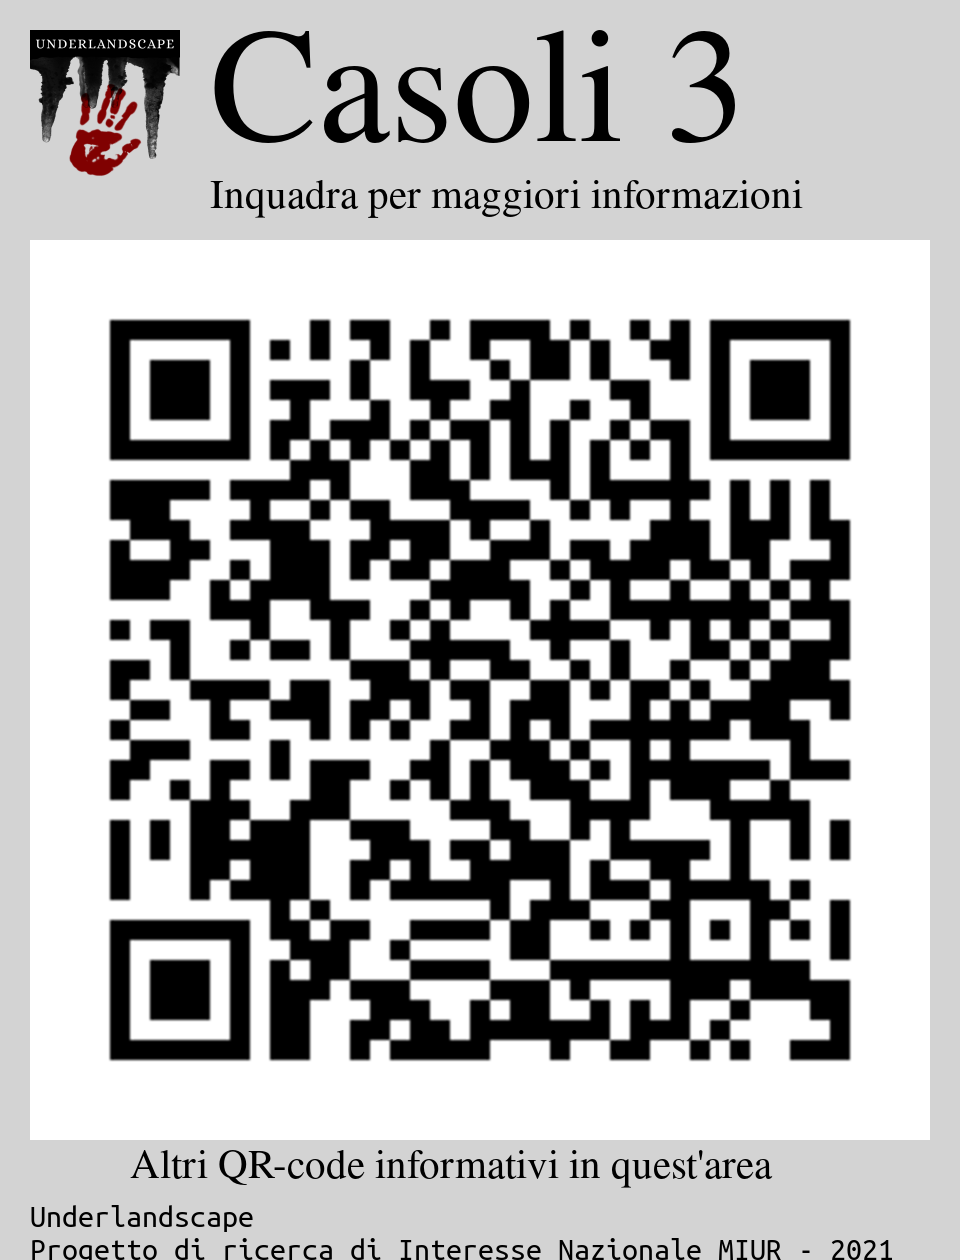 UNDERLANDSCAPE
Casoli 3
Inquadra per maggiori informazioni
Altri QR-code informativi in quest'area
Underlandscape
Progetto di ricerca di Interesse Nazionale MIUR - 2021